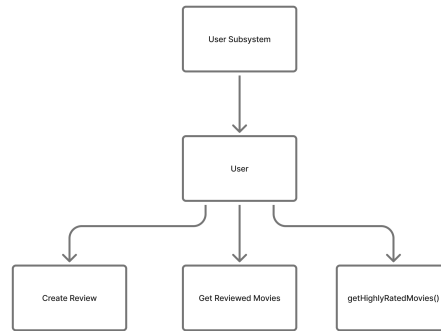 User Subsystem
User
Create Review
Get Reviewed Movies
getHighlyRatedMovies()